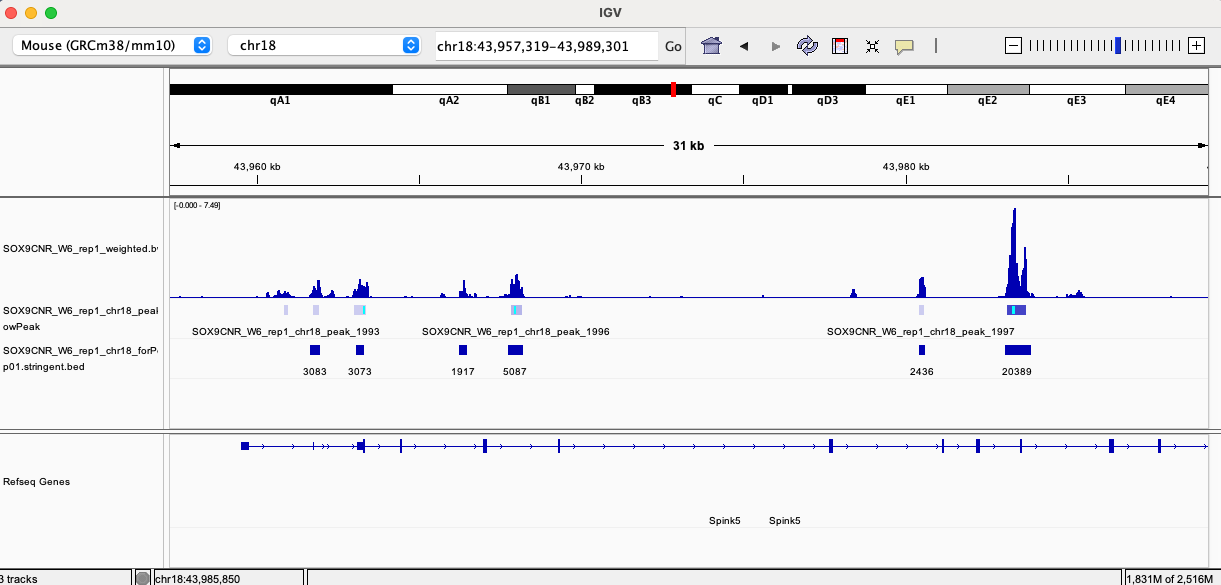 IGV
Mouse (GRCm38/mm10) chr18 chr18:43,957,319-43,989,301 Go
qA1 qA2 qB1 qB2 qB3 qC qD1 qD3 qE1 qE2 qE3 qE4
31 kb
43,960 kb 43,970 kb 43,980 kb
[-0.000 - 7.49]
SOX9CNR_W6_rep1_weighted.bw
SOX9CNR_W6_rep1_chr18_peak
owPeak
SOX9CNR_W6_rep1_chr18_peak_1993 SOX9CNR_W6_rep1_chr18_peak_1996 SOX9CNR_W6_rep1_chr18_peak_1997
SOX9CNR_W6_rep1_chr18_forP
p01.stringent.bed
3083 3073 1917 5087 2436 20389
Refseq Genes
Spink5 Spink5
3 tracks chr18:43,985,850 1,831M of 2,516M